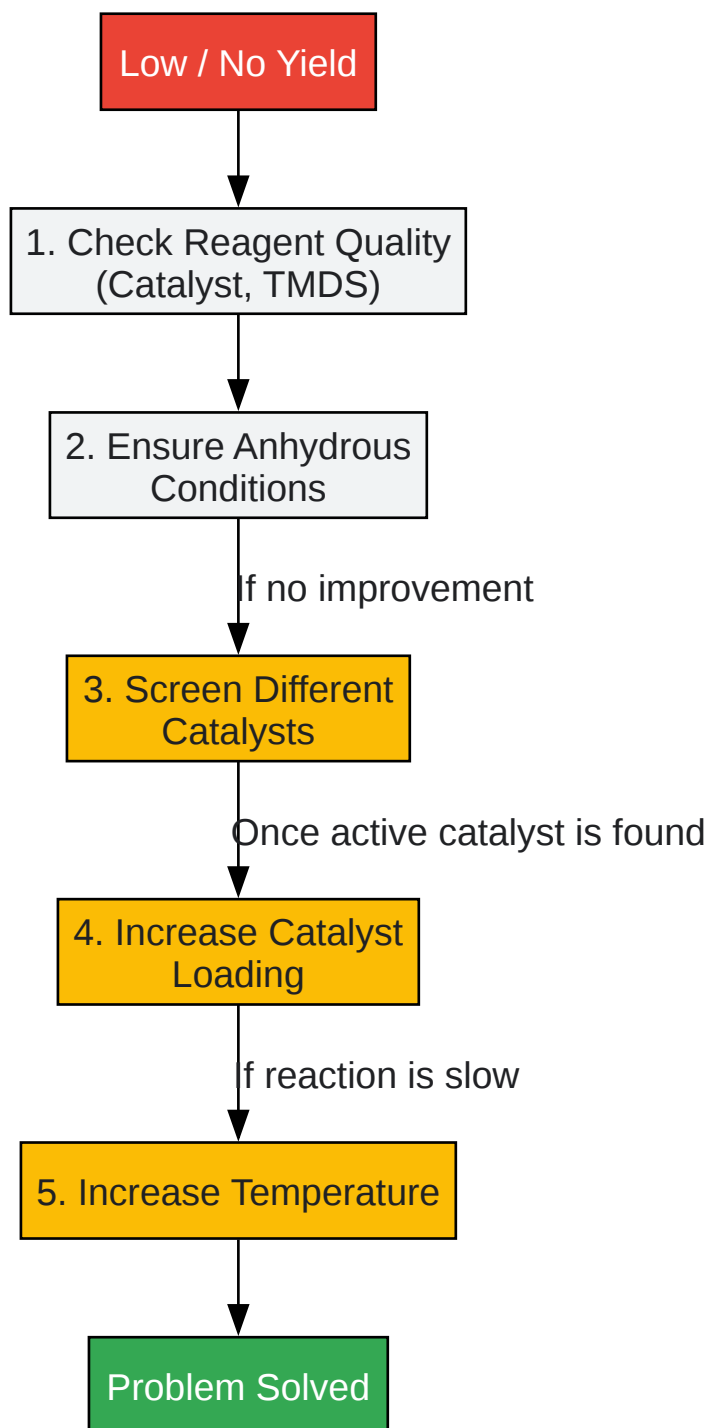 Low / No Yield
1. Check Reagent Quality
(Catalyst, TMDS)
2. Ensure Anhydrous
Conditions
If no improvement
3. Screen Different
Catalysts
Once active catalyst is found
4. Increase Catalyst
Loading
If reaction is slow
5. Increase Temperature
Problem Solved